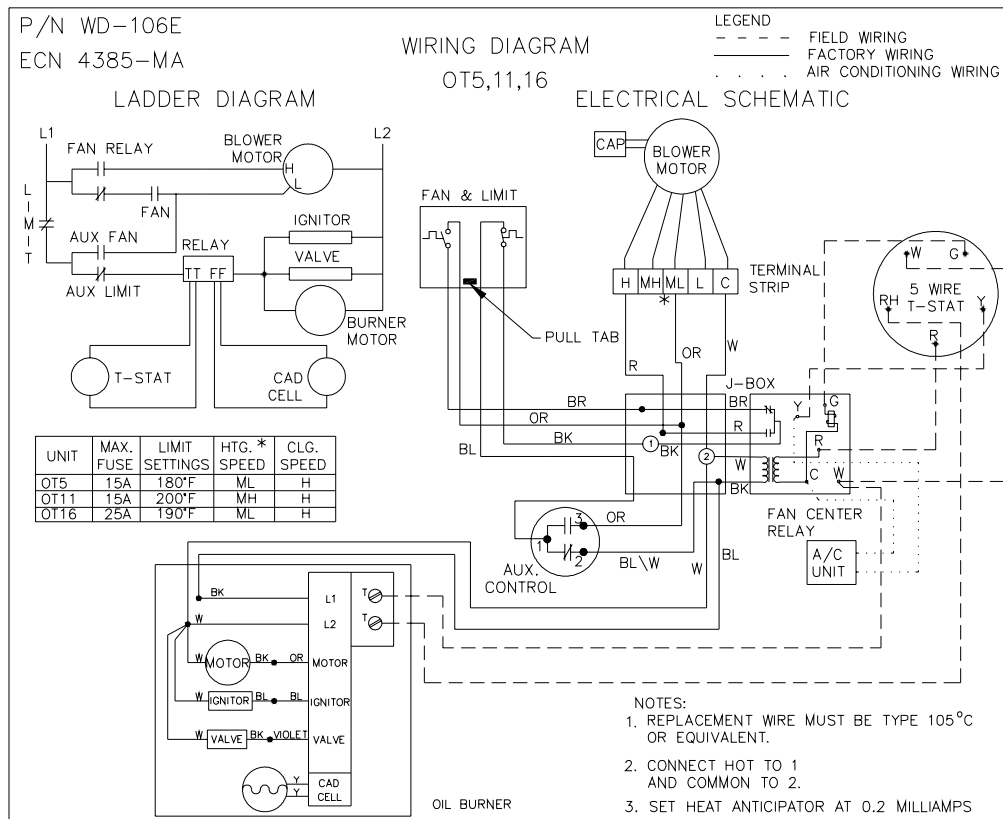 P/N WD-106E
ECN 4385-MA
WIRING DIAGRAM
OT5,11,16
LEGEND
FIELD WIRING
FACTORY WIRING
AIR CONDITIONING WIRING
LADDER DIAGRAM
L1
L2
FAN RELAY
BLOWER
MOTOR
H
L
LIMIT
FAN
AUX FAN
RELAY
TT FF
AUX LIMIT
IGNITOR
VALVE
BURNER
MOTOR
T-STAT
CAD
CELL
UNIT MAX. FUSE LIMIT SETTINGS HTG. * SPEED CLG. SPEED
OT5 15A 180°F ML H
OT11 15A 200°F MH H
OT16 25A 190°F ML H
ELECTRICAL SCHEMATIC
CAP
BLOWER
MOTOR
FAN & LIMIT
PULL TAB
H MH ML L C
*
TERMINAL
STRIP
W G
5 WIRE
T-STAT
RH Y
R
R
OR
W
J-BOX
BR
BR
OR
R
BK
1
BK
BL
2
W
BK
Y
G
R
C
W
FAN CENTER
RELAY
A/C
UNIT
3
1
2
OR
BL\W
W
BL
AUX.
CONTROL
BK
L1
T
W
L2
T
W
MOTOR
BK
OR
MOTOR
W
IGNITOR
BL
BL
IGNITOR
W
VALVE
BK
VIOLET
VALVE
Y
Y
CAD
CELL
OIL BURNER
NOTES:
1. REPLACEMENT WIRE MUST BE TYPE 105°C
OR EQUIVALENT.
2. CONNECT HOT TO 1
AND COMMON TO 2.
3. SET HEAT ANTICIPATOR AT 0.2 MILLIAMPS